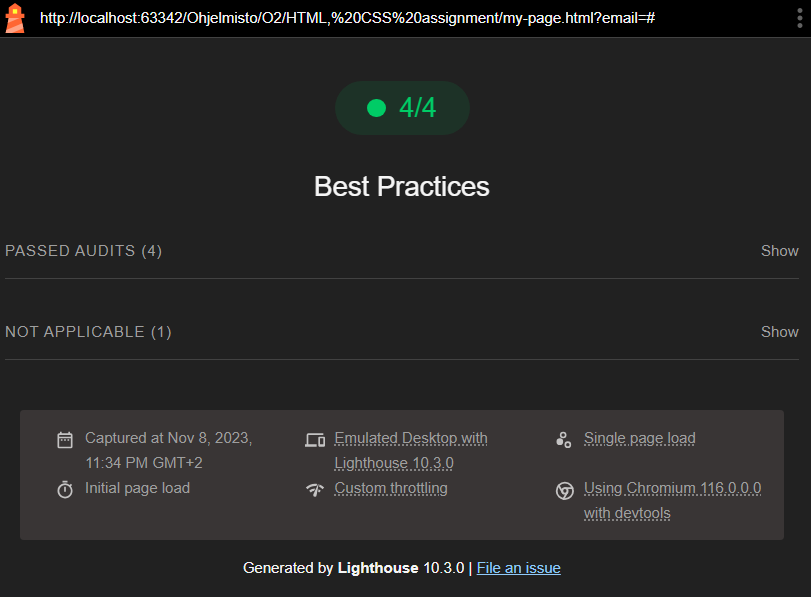 http://localhost:63342/Ohjelmisto/O2/HTML,%20CSS%20assignment/my-page.html?email=#
4/4
Best Practices
PASSED AUDITS (4) Show
NOT APPLICABLE (1) Show
Captured at Nov 8, 2023,
11:34 PM GMT+2
Emulated Desktop with
Lighthouse 10.3.0
Single page load
Initial page load
Custom throttling
Using Chromium 116.0.0.0
with devtools
Generated by Lighthouse 10.3.0 | File an issue